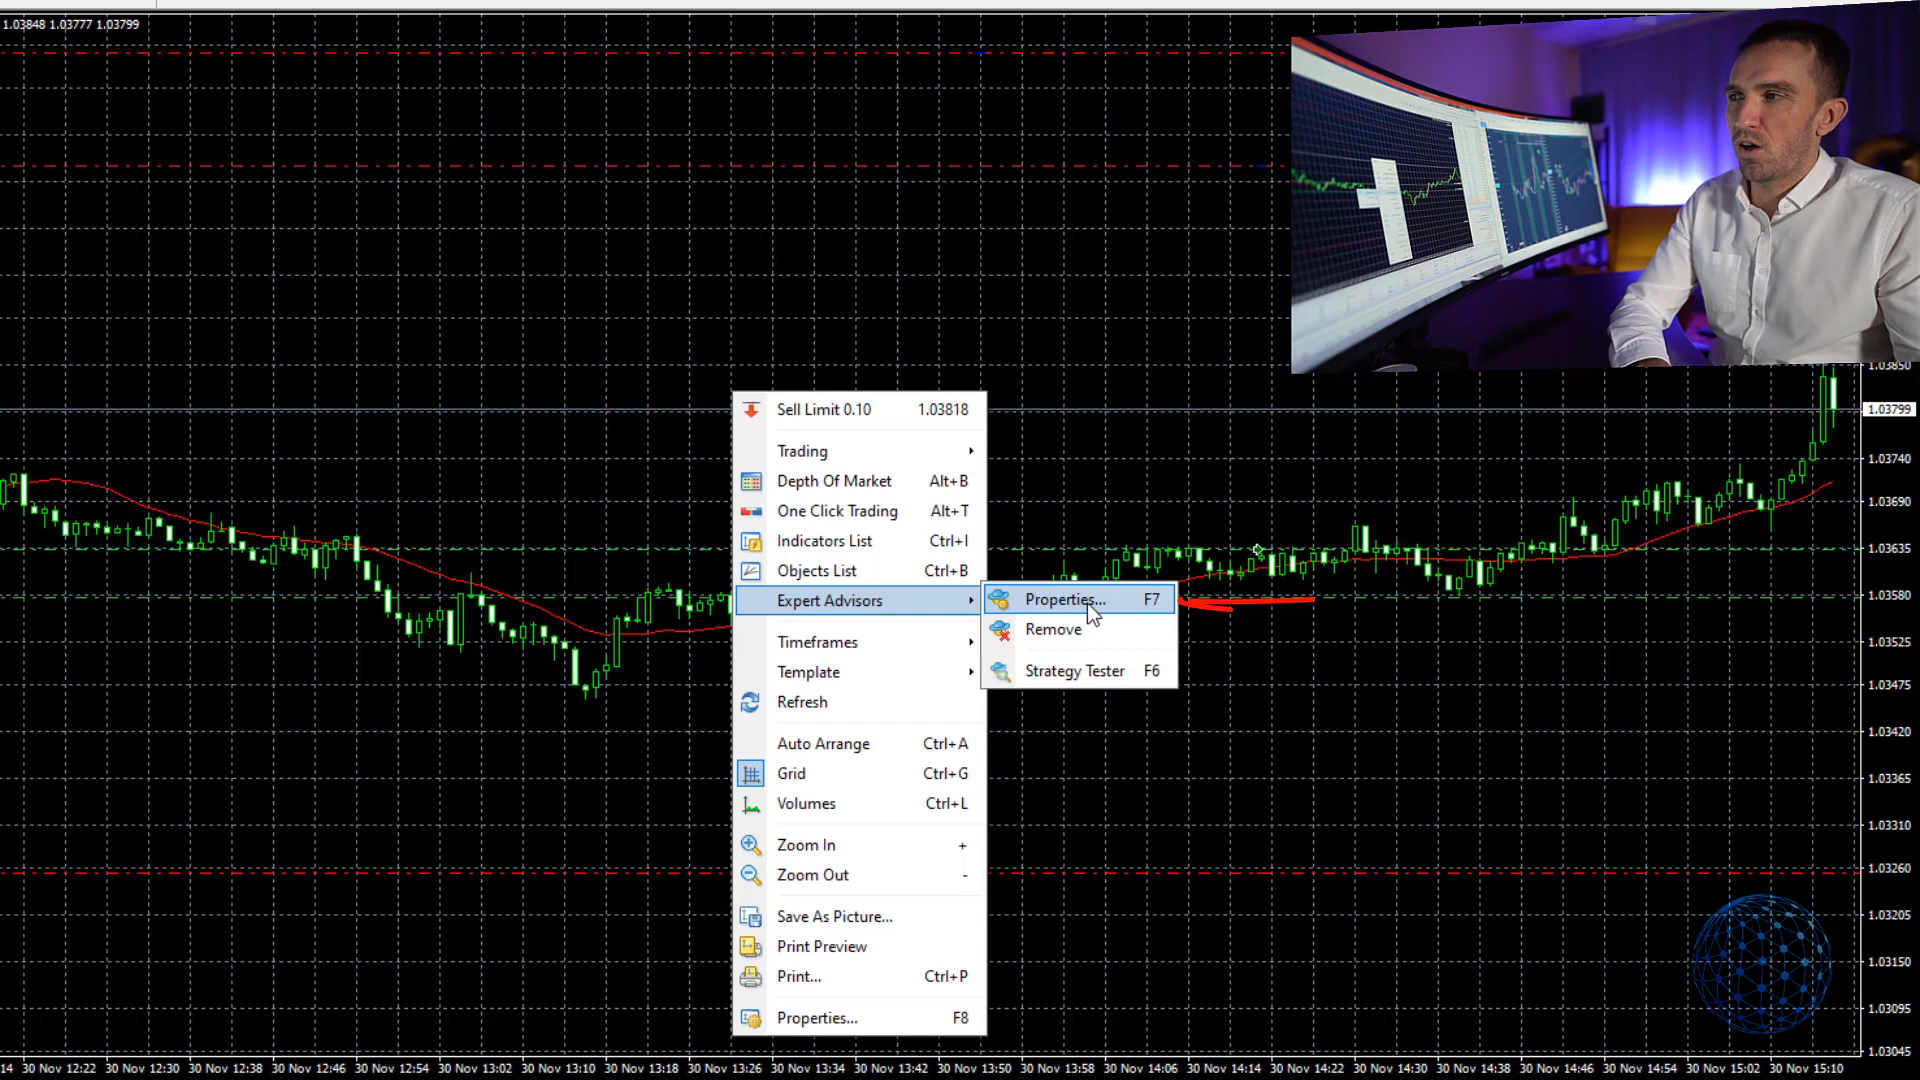 1.03848 1.03777 1.03799
Sell Limit 0.10 1.03818
Trading
Depth Of Market Alt+B
One Click Trading Alt+T
Indicators List Ctrl+I
Objects List Ctrl+B
Expert Advisors
Timeframes
Template
Refresh
Auto Arrange Ctrl+A
Grid Ctrl+G
Volumes Ctrl+L
Zoom In +
Zoom Out -
Save As Picture...
Print Preview
Print... Ctrl+P
Properties... F8
Properties... F7
Remove
Strategy Tester F6
1.03850
1.03799
1.03740
1.03690
1.03635
1.03580
1.03525
1.03475
1.03420
1.03365
1.03310
1.03260
1.03205
1.03150
1.03095
1.03045
14 30 Nov 12:22 30 Nov 12:30 30 Nov 12:38 30 Nov 12:46 30 Nov 12:54 30 Nov 13:02 30 Nov 13:10 30 Nov 13:18 30 Nov 13:26 30 Nov 13:34 30 Nov 13:42 30 Nov 13:50 30 Nov 13:58 30 Nov 14:06 30 Nov 14:14 30 Nov 14:22 30 Nov 14:30 30 Nov 14:38 30 Nov 14:46 30 Nov 14:54 30 Nov 15:02 30 Nov 15:10